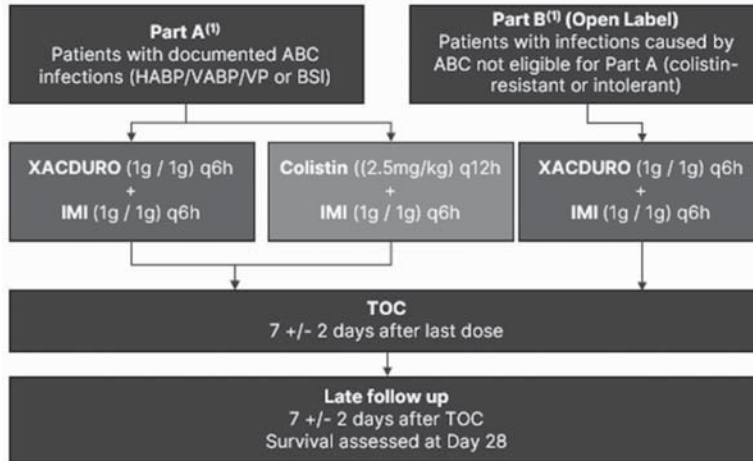 Part A(1)
Patients with documented ABC
infections (HABP/VABP/VP or BSI)
Part B(1) (Open Label)
Patients with infections caused by
ABC not eligible for Part A (colistin-
resistant or intolerant)
XACDURO (1g / 1g) q6h
+
IMI (1g / 1g) q6h
Colistin ((2.5mg/kg) q12h
+
IMI (1g / 1g) q6h
XACDURO (1g / 1g) q6h
+
IMI (1g / 1g) q6h
TOC
7 +/- 2 days after last dose
Late follow up
7 +/- 2 days after TOC
Survival assessed at Day 28